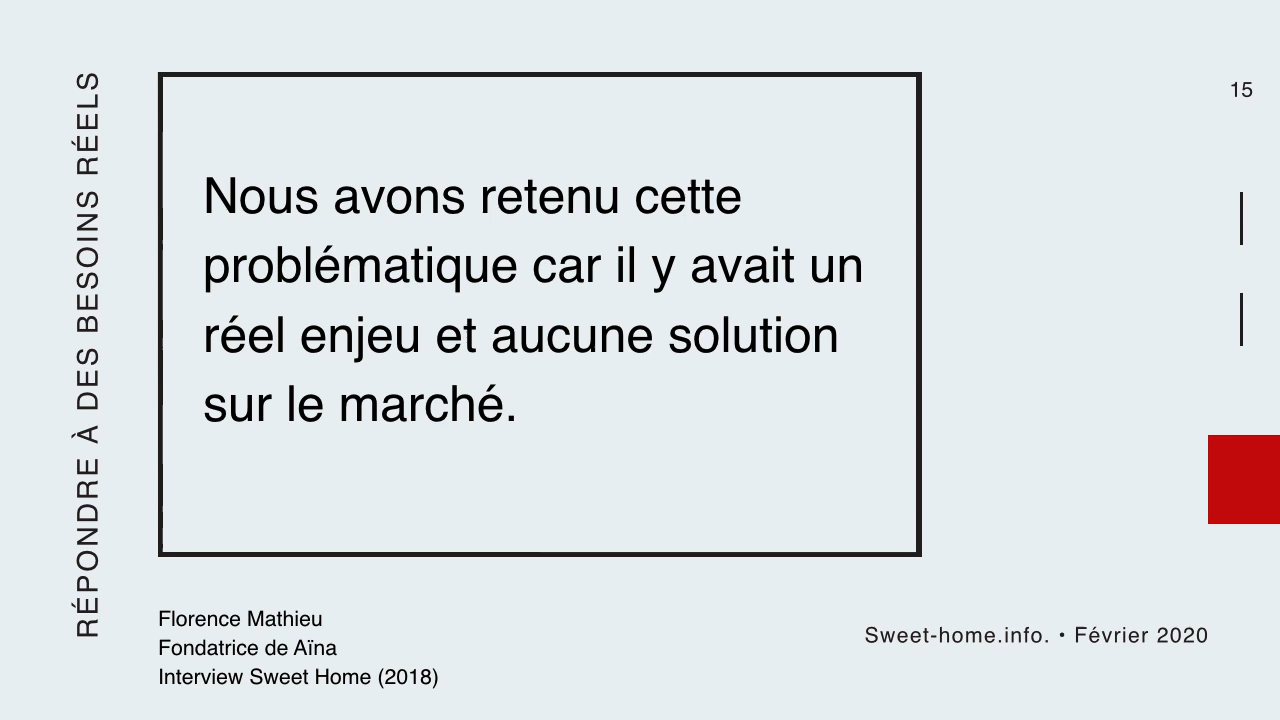 RÉPONDRE À DES BESOINS RÉELS
15
Nous avons retenu cette
problématique car il y avait un
réel enjeu et aucune solution
sur le marché.
Florence Mathieu
Fondatrice de Aïna
Interview Sweet Home (2018)
Sweet-home.info. • Février 2020